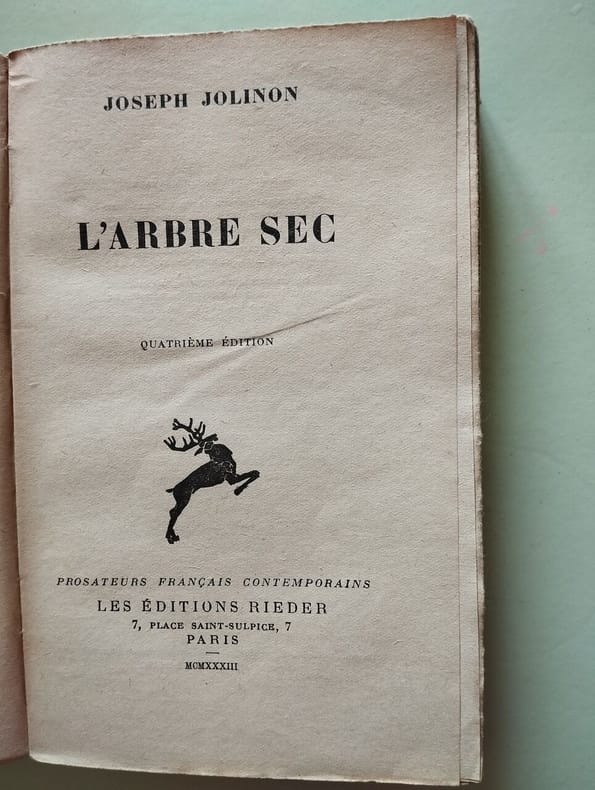 JOSEPH JOLINON
L'ARBRE SEC
QUATRIÈME ÉDITION
PROSATEURS FRANÇAIS CONTEMPORAINS
LES ÉDITIONS RIEDER
7, PLACE SAINT-SULPICE, 7
PARIS
MCMXXXIII